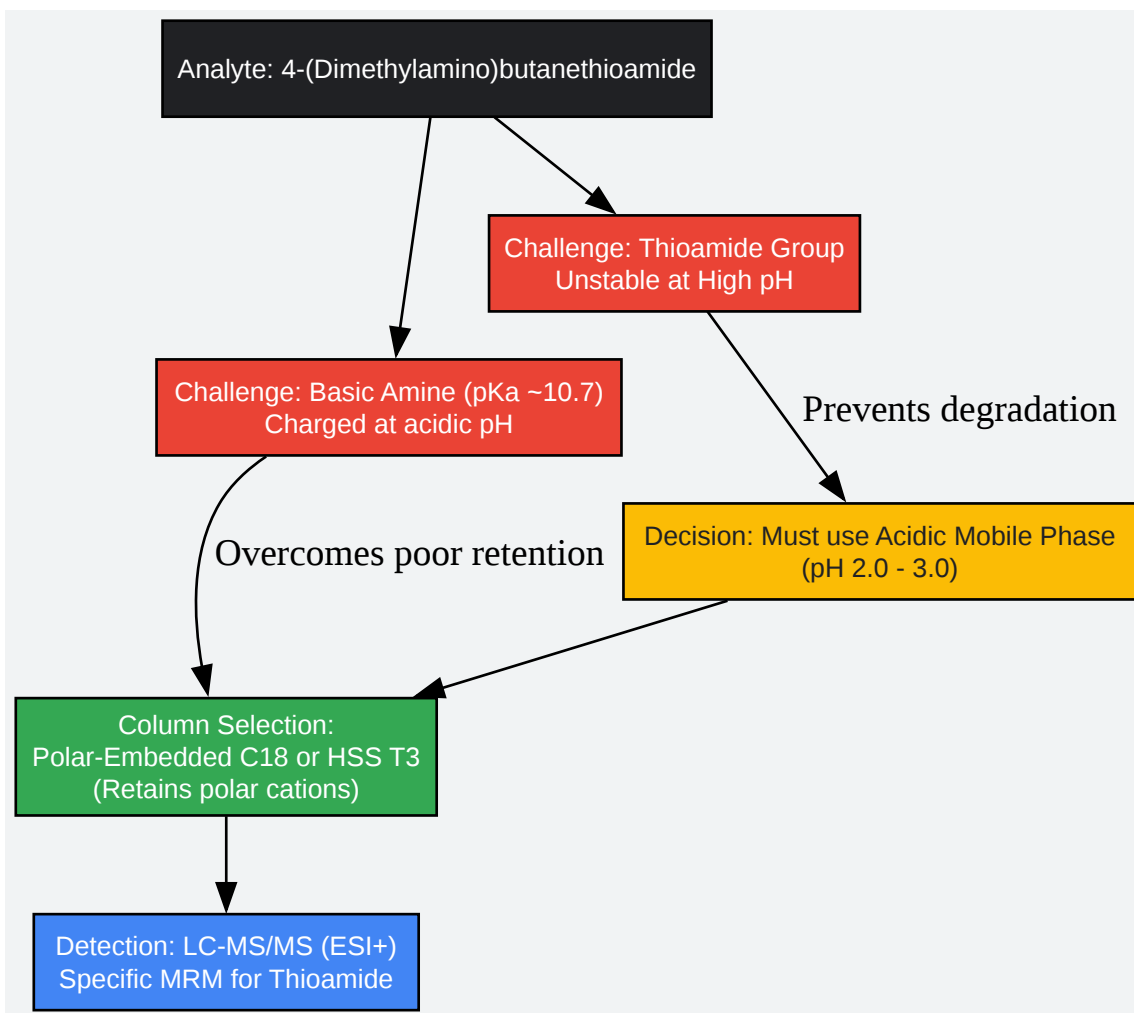 Analyte: 4-(Dimethylamino)butanethioamide
Challenge: Thioamide Group
Unstable at High pH
Challenge: Basic Amine (pKa ~10.7)
Charged at acidic pH
Prevents degradation
Overcomes poor retention
Decision: Must use Acidic Mobile Phase
(pH 2.0 - 3.0)
Column Selection:
Polar-Embedded C18 or HSS T3
(Retains polar cations)
Detection: LC-MS/MS (ESI+)
Specific MRM for Thioamide